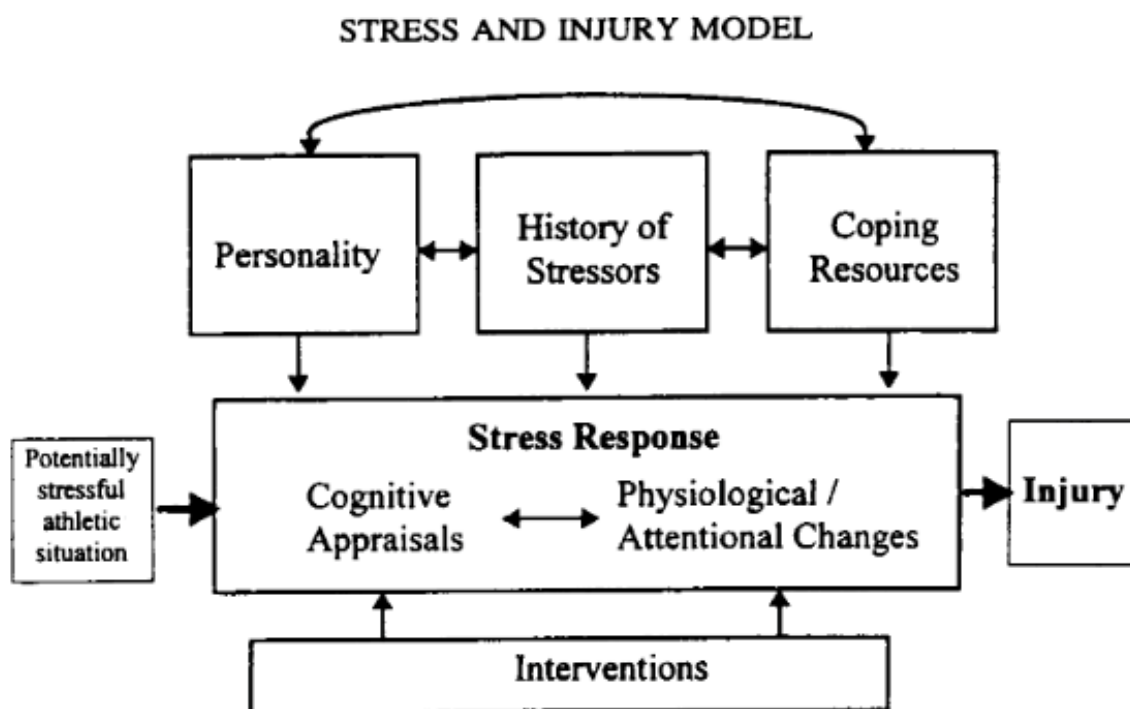 STRESS AND INJURY MODEL
Personality
History of
Stressors
Coping
Resources
Stress Response
Potentially
stressful
athletic
situation
Cognitive
Appraisals
Physiological /
Attentional Changes
Injury
Interventions